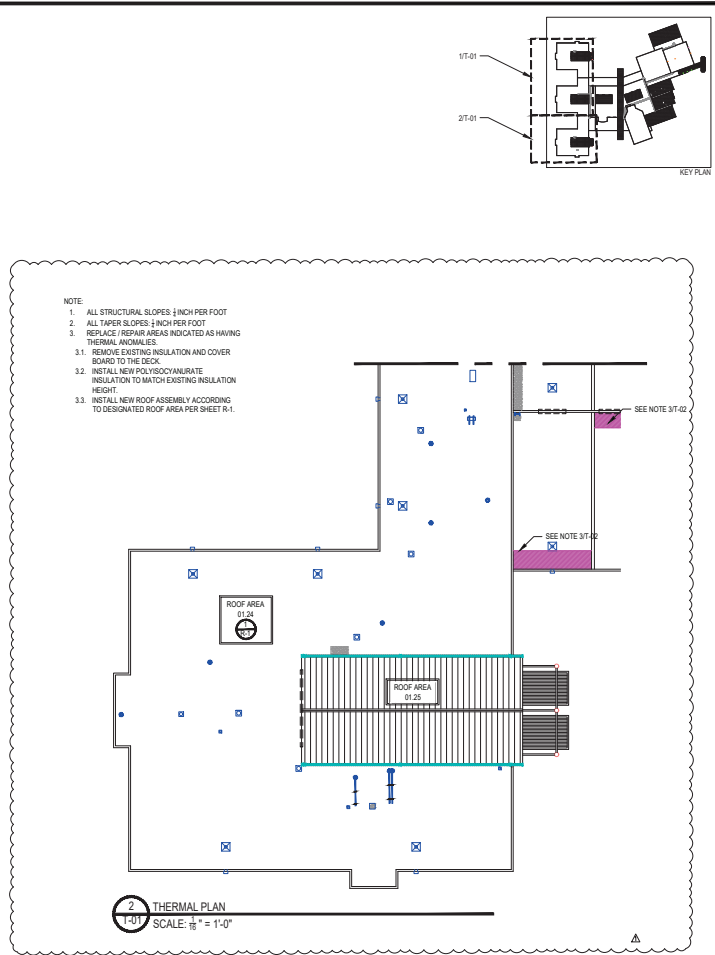 1/T-01
2/T-01
KEY PLAN
NOTE:
1. ALL STRUCTURAL SLOPES: ¼ INCH PER FOOT
2. ALL TAPER SLOPES: ½ INCH PER FOOT
3. REPLACE / REPAIR AREAS INDICATED AS HAVING
THERMAL ANOMALIES.
3.1. REMOVE EXISTING INSULATION AND COVER
BOARD TO THE DECK.
3.2. INSTALL NEW POLYISOCYANURATE
INSULATION TO MATCH EXISTING INSULATION
HEIGHT.
3.3. INSTALL NEW ROOF ASSEMBLY ACCORDING
TO DESIGNATED ROOF AREA PER SHEET R-1.
SEE NOTE 3/T-02
SEE NOTE 3/T-02
ROOF AREA
01.24
1
R-1
ROOF AREA
01.25
2
T-01
THERMAL PLAN
SCALE: 1/16" = 1'-0"